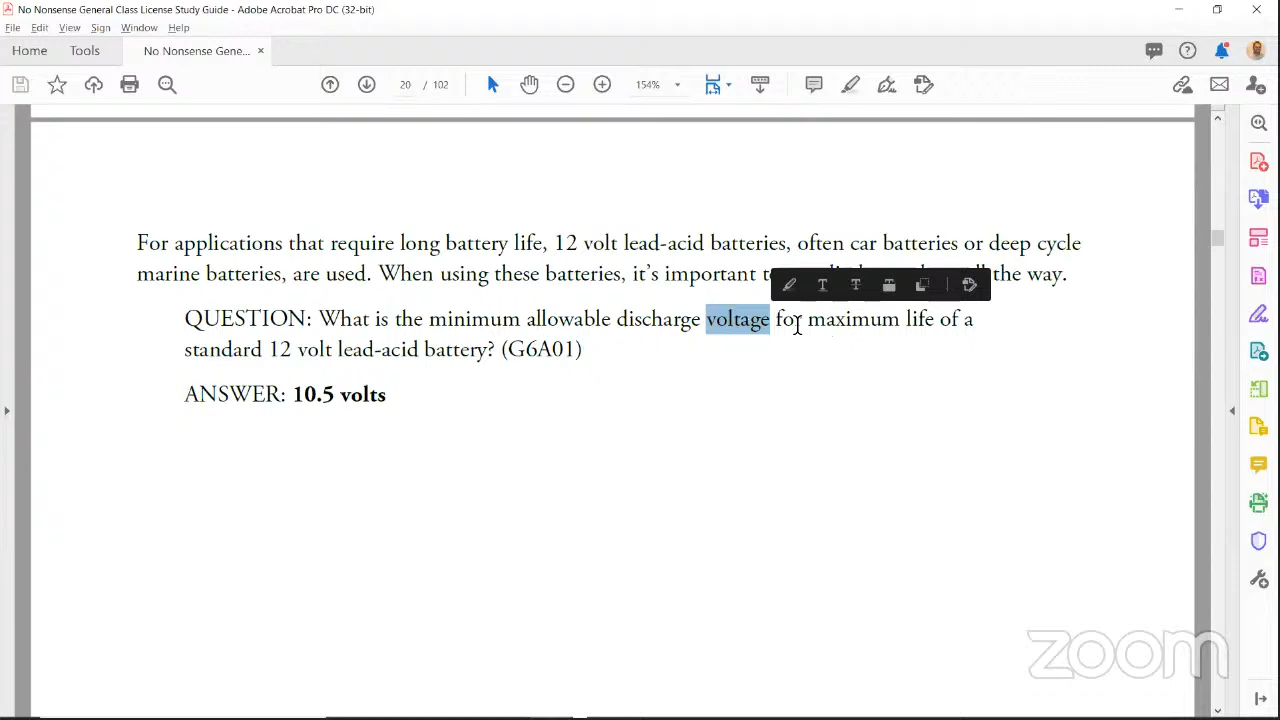 No Nonsense General Class License Study Guide - Adobe Acrobat Pro DC (32-bit)
File Edit View Sign Window Help
Home Tools No Nonsense Gene... ×
20 / 102 154%
For applications that require long battery life, 12 volt lead-acid batteries, often car batteries or deep cycle
marine batteries, are used. When using these batteries, it’s important the way.
QUESTION: What is the minimum allowable discharge voltage for maximum life of a
standard 12 volt lead-acid battery? (G6A01)
ANSWER: 10.5 volts
zoom